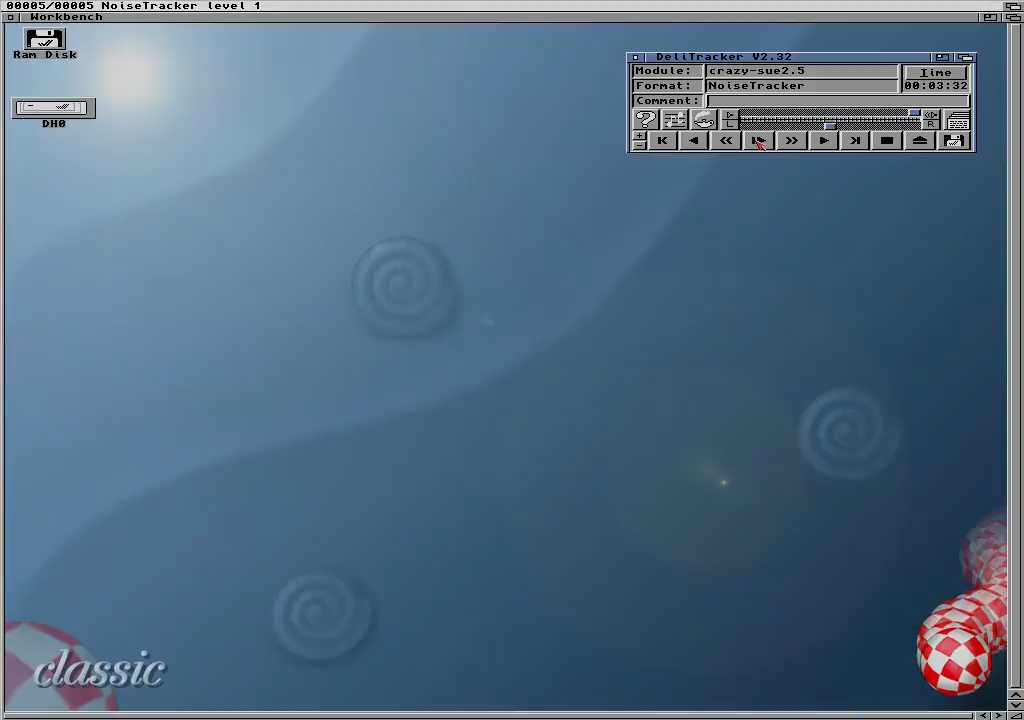 00005/00005 NoiseTracker level 1
Workbench
Ram Disk
DH0
DeliTracker V2.32
Module: crazy-sue2.5
Time
Format: NoiseTracker
00:03:32
Comment:
L
R
classic